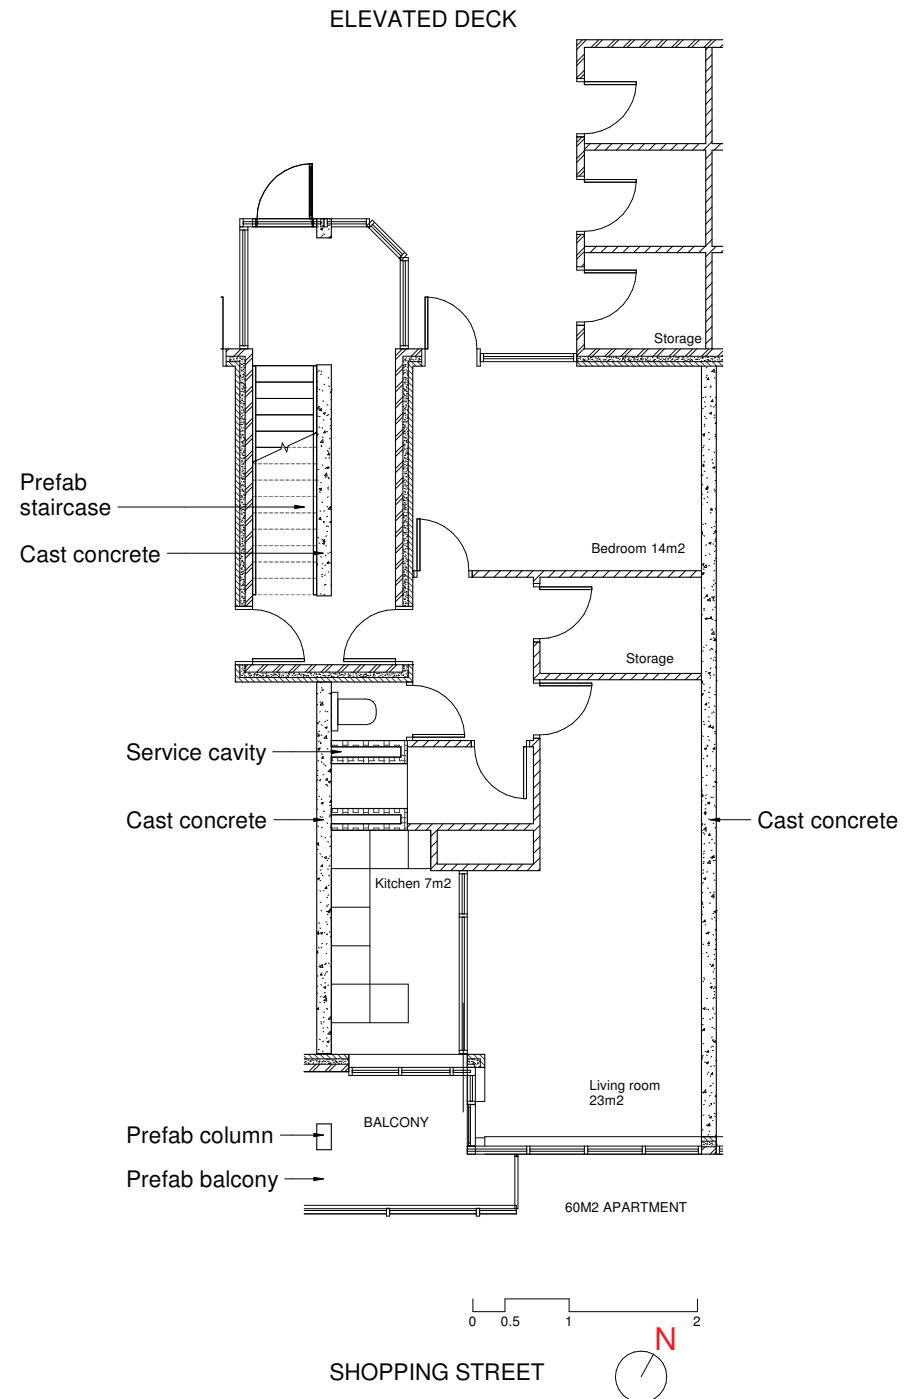 ELEVATED DECK
Storage
Prefab
staircase
Cast concrete
Bedroom 14m2
Storage
Service cavity
Cast concrete
Cast concrete
Kitchen 7m2
Living room
23m2
BALCONY
Prefab column
Prefab balcony
60M2 APARTMENT
0 0.5 1 2
N
SHOPPING STREET